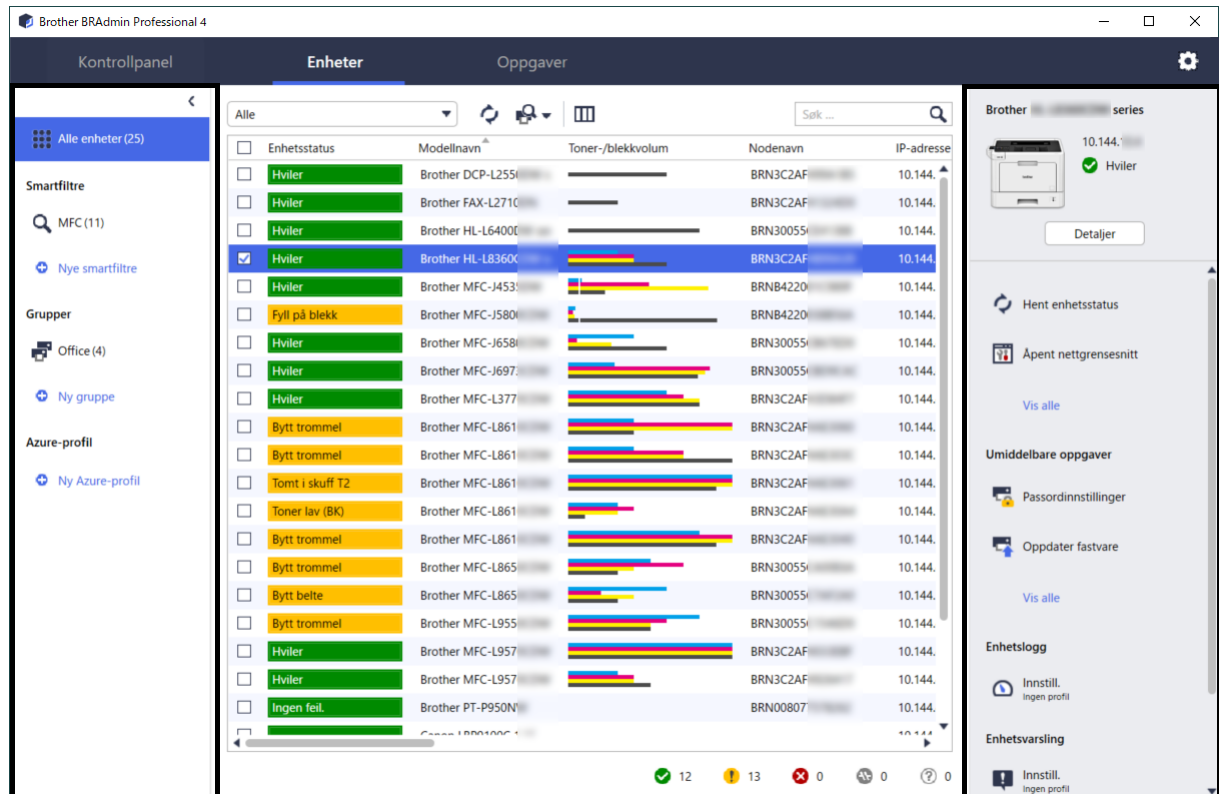 Brother BRAdmin Professional 4
Kontrollpanel Enheter Oppgaver
Alle enheter (25)
Smartfiltre
MFC (11)
Nye smartfiltre
Grupper
Office (4)
Ny gruppe
Azure-profil
Ny Azure-profil
Alle Søk ...
Enhetsstatus Modellnavn Toner-/blekkvolum Nodenavn IP-adresse
Hviler Brother DCP-L255 BRN3C2AF 10.144.
Hviler Brother FAX-L2710 BRN3C2AF 10.144.
Hviler Brother HL-L6400 BRN30055 10.144.
Hviler Brother HL-L8360 BRN3C2AF 10.144.
Hviler Brother MFC-J453 BRNB4220 10.144.
Fyll på blekk Brother MFC-J580 BRNB4220 10.144.
Hviler Brother MFC-J658 BRN30055 10.144.
Hviler Brother MFC-J697 BRN30055 10.144.
Hviler Brother MFC-L377 BRN30055 10.144.
Bytt trommel Brother MFC-L861 BRN3C2AF 10.144.
Bytt trommel Brother MFC-L861 BRN3C2AF 10.144.
Tomt i skuff T2 Brother MFC-L861 BRN3C2AF 10.144.
Toner lav (BK) Brother MFC-L861 BRN3C2AF 10.144.
Bytt trommel Brother MFC-L861 BRN3C2AF 10.144.
Bytt trommel Brother MFC-L865 BRN30055 10.144.
Bytt belte Brother MFC-L865 BRN30055 10.144.
Bytt trommel Brother MFC-L955 BRN30055 10.144.
Hviler Brother MFC-L957 BRN3C2AF 10.144.
Hviler Brother MFC-L957 BRN3C2AF 10.144.
Ingen feil. Brother PT-P950N BRN00807 10.144.
12 13 0 0 0
Brother series
10.144.
Hviler
Detaljer
Hent enhetsstatus
Åpent nettgrensesnitt
Vis alle
Umiddelbare oppgaver
Passordinnstillinger
Oppdater fastvare
Vis alle
Enhetslogg
Innstill.
Ingen profil
Enhetsvarsling
Innstill.
Ingen profil